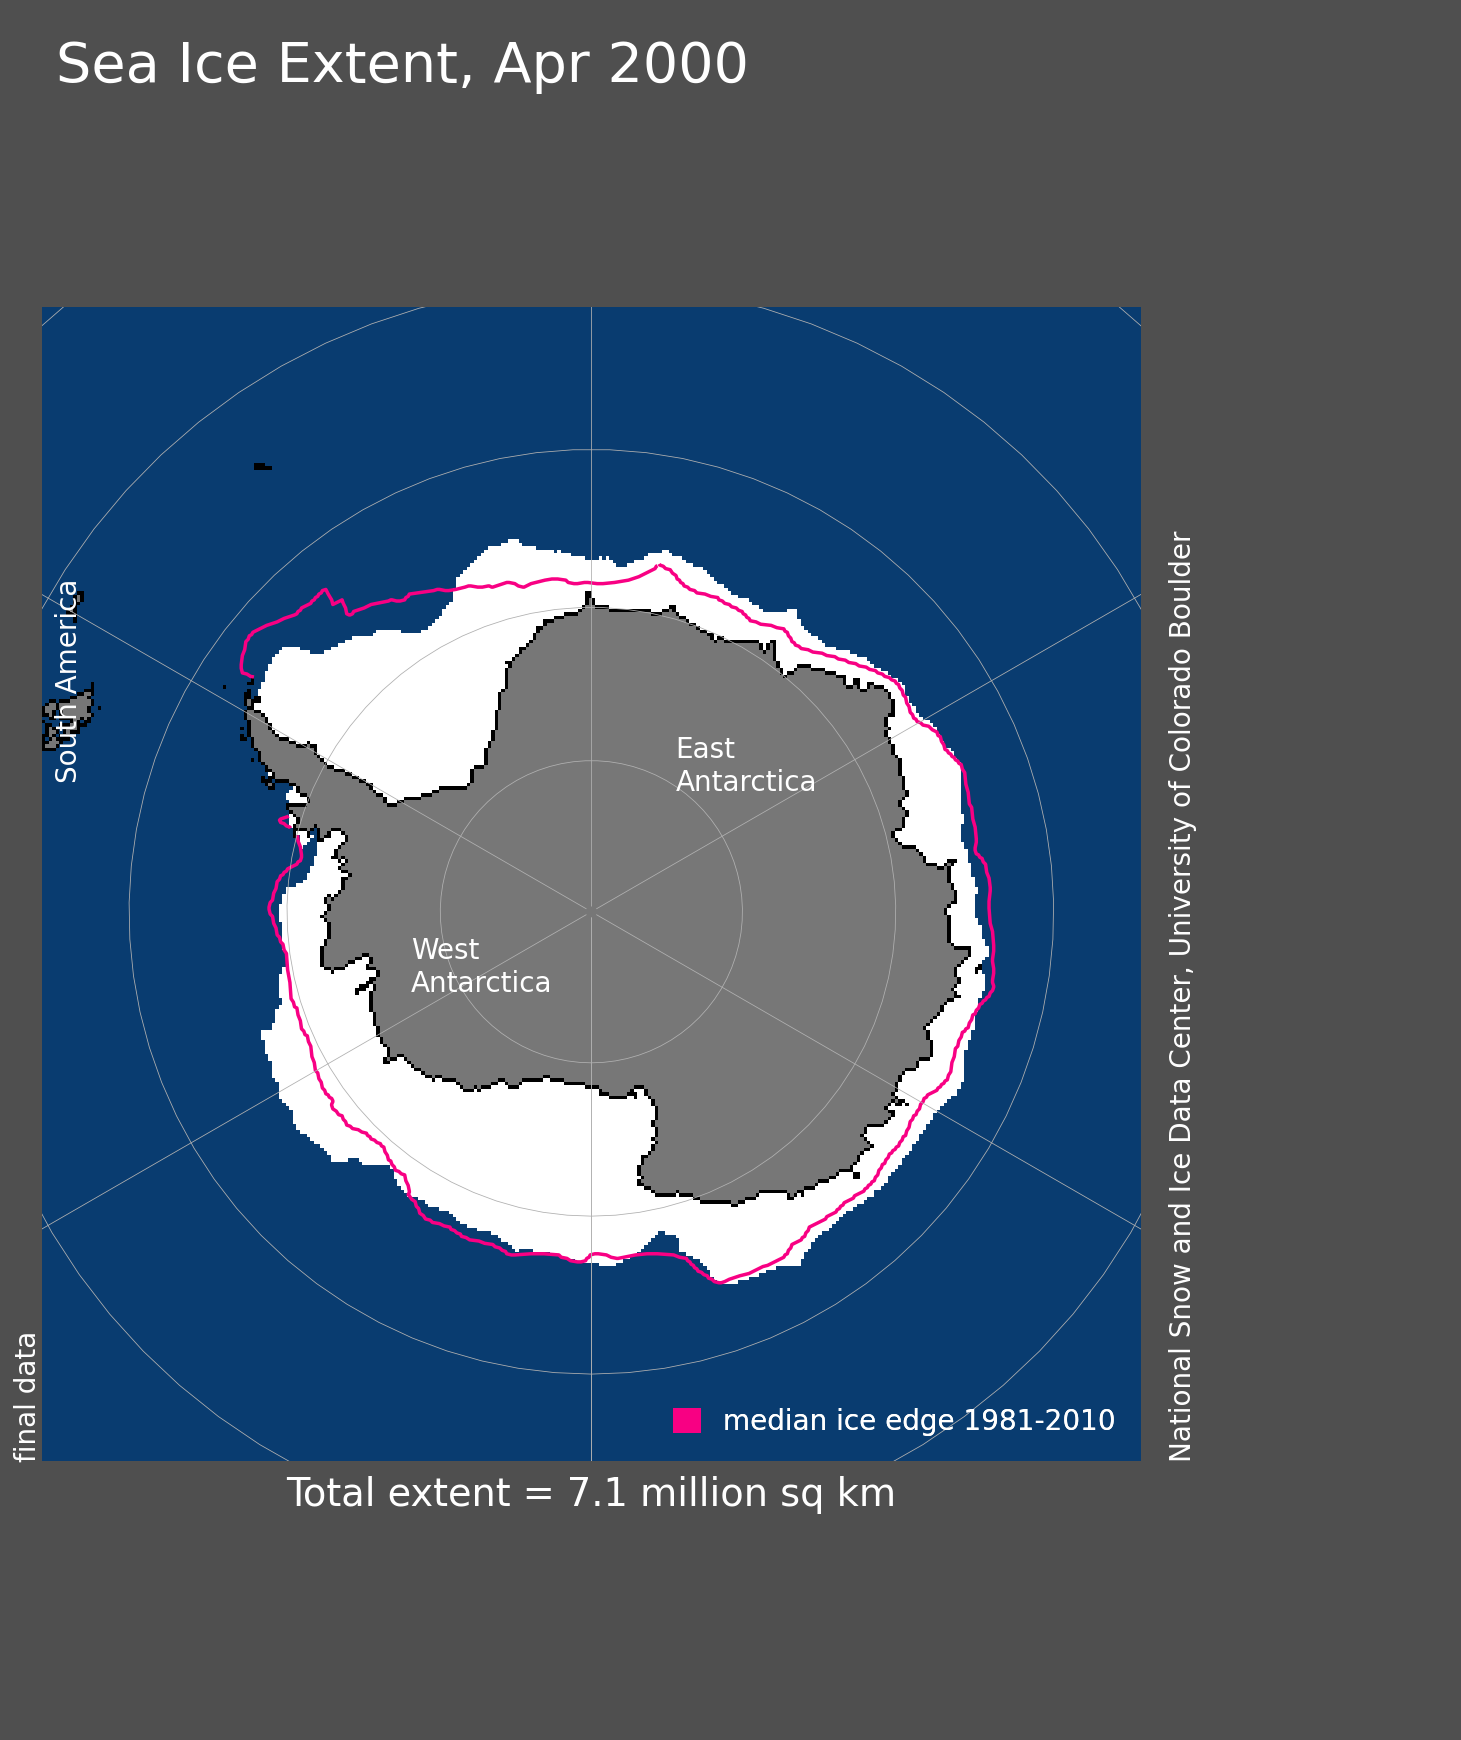 Sea Ice Extent, Apr 2000
South America
East
Antarctica
West
Antarctica
final data
median ice edge 1981-2010
National Snow and Ice Data Center, University of Colorado Boulder
Total extent = 7.1 million sq km